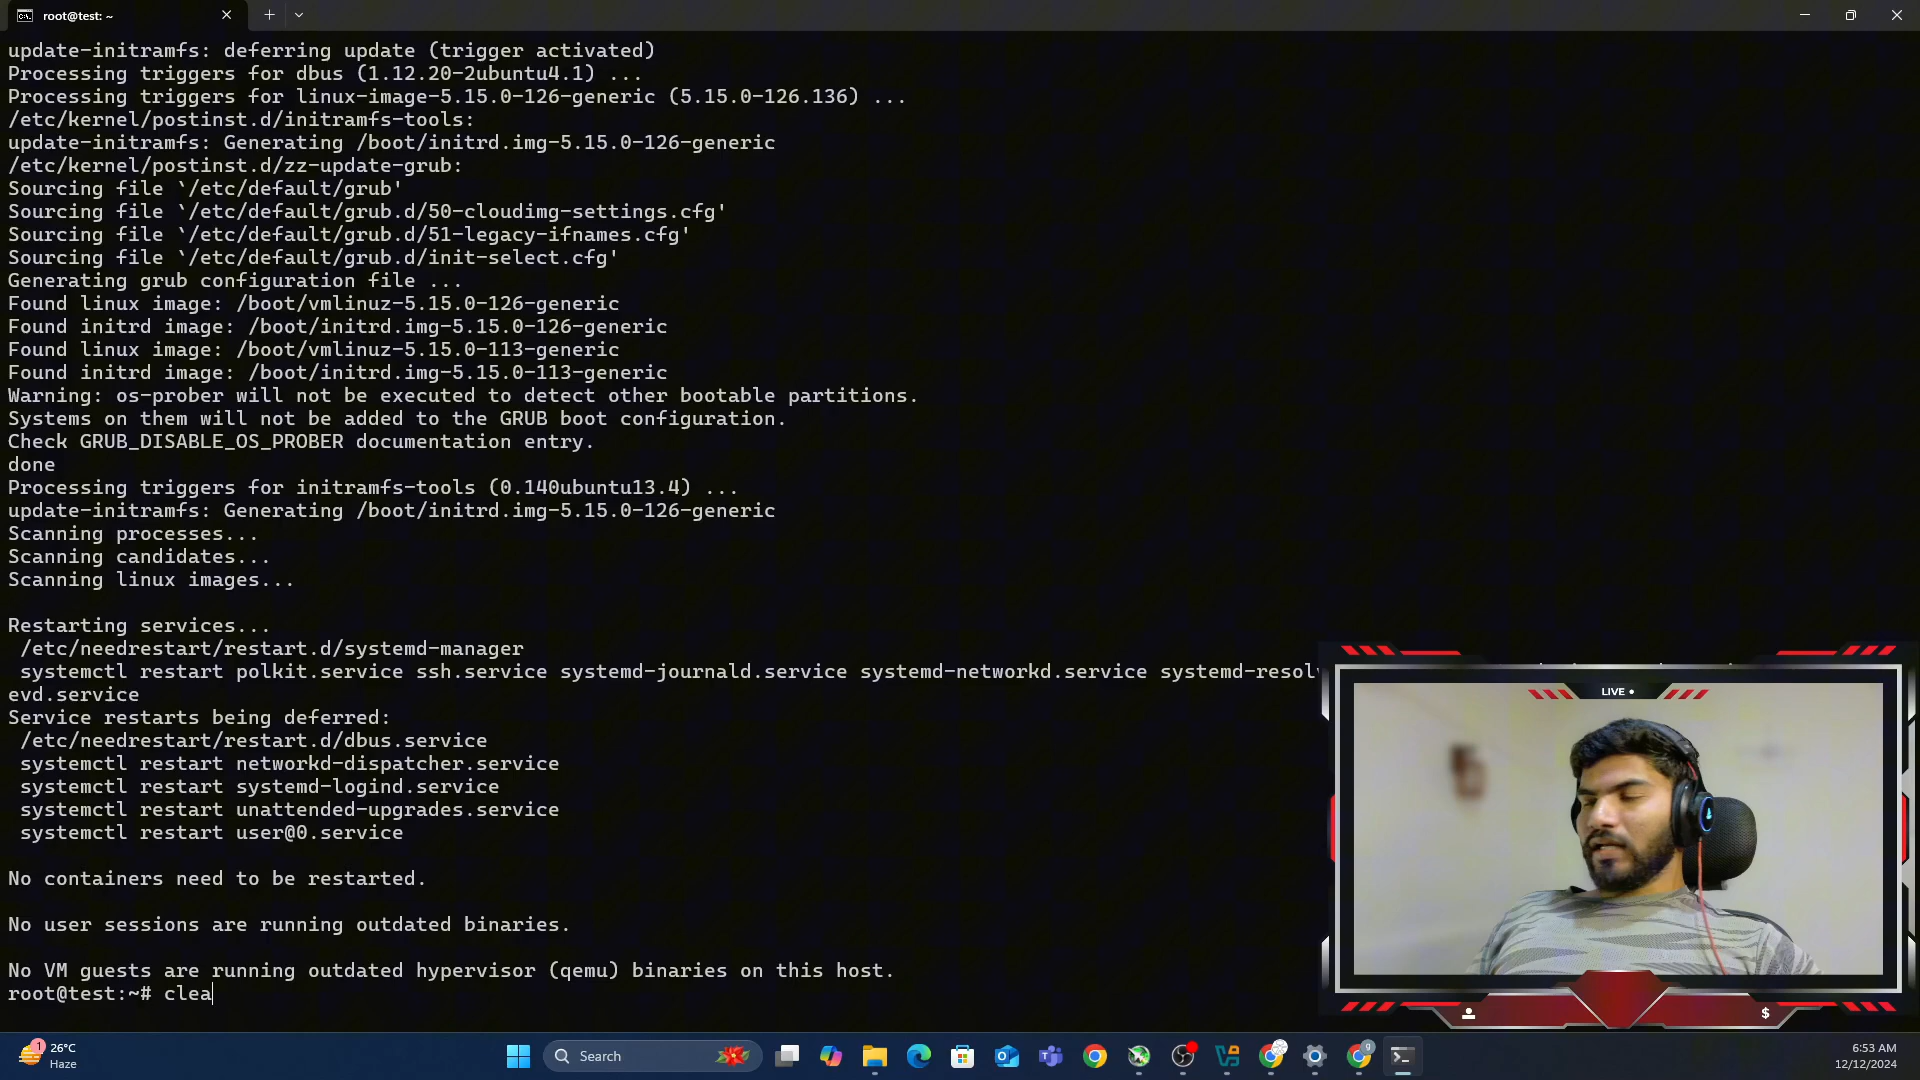 root@test: ~
update-initramfs: deferring update (trigger activated)
Processing triggers for dbus (1.12.20-2ubuntu4.1) ...
Processing triggers for linux-image-5.15.0-126-generic (5.15.0-126.136) ...
/etc/kernel/postinst.d/initramfs-tools:
update-initramfs: Generating /boot/initrd.img-5.15.0-126-generic
/etc/kernel/postinst.d/zz-update-grub:
Sourcing file `/etc/default/grub'
Sourcing file `/etc/default/grub.d/50-cloudimg-settings.cfg'
Sourcing file `/etc/default/grub.d/51-legacy-ifnames.cfg'
Sourcing file `/etc/default/grub.d/init-select.cfg'
Generating grub configuration file ...
Found linux image: /boot/vmlinuz-5.15.0-126-generic
Found initrd image: /boot/initrd.img-5.15.0-126-generic
Found linux image: /boot/vmlinuz-5.15.0-113-generic
Found initrd image: /boot/initrd.img-5.15.0-113-generic
Warning: os-prober will not be executed to detect other bootable partitions.
Systems on them will not be added to the GRUB boot configuration.
Check GRUB_DISABLE_OS_PROBER documentation entry.
done
Processing triggers for initramfs-tools (0.140ubuntu13.4) ...
update-initramfs: Generating /boot/initrd.img-5.15.0-126-generic
Scanning processes...
Scanning candidates...
Scanning linux images...
Restarting services...
/etc/needrestart/restart.d/systemd-manager
systemctl restart polkit.service ssh.service systemd-journald.service systemd-networkd.service systemd-resol
evd.service
Service restarts being deferred:
/etc/needrestart/restart.d/dbus.service
systemctl restart networkd-dispatcher.service
systemctl restart systemd-logind.service
systemctl restart unattended-upgrades.service
systemctl restart user@0.service
No containers need to be restarted.
No user sessions are running outdated binaries.
No VM guests are running outdated hypervisor (qemu) binaries on this host.
root@test:~# clea
LIVE •
$
1
26°C
Haze
Search
6:53 AM
12/12/2024